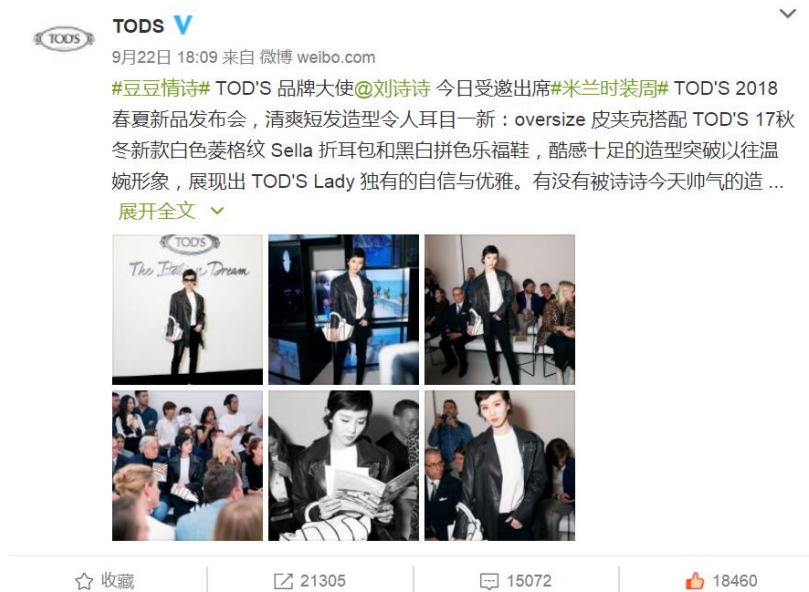 TOD'S
TODS
9月22日 18:09 来自 微博 weibo.com
#豆豆情诗# TOD'S 品牌大使@刘诗诗 今日受邀出席#米兰时装周# TOD'S 2018
春夏新品发布会，清爽短发造型令人耳目一新：oversize 皮夹克搭配 TOD'S 17秋
冬新款白色菱格纹 Sella 折耳包和黑白拼色乐福鞋，酷感十足的造型突破以往温
婉形象，展现出 TOD'S Lady 独有的自信与优雅。有没有被诗诗今天帅气的造 ...
展开全文
TOD'S
The Italian Dream
收藏
21305
15072
18460